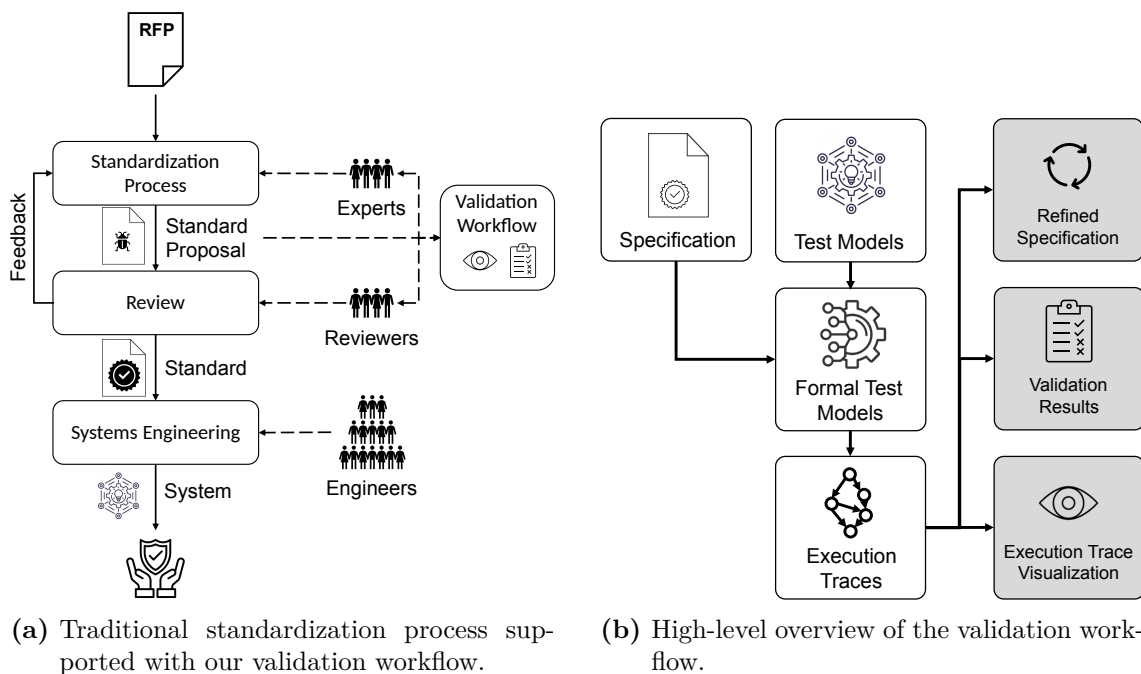 RFP
Standardization
Process
Feedback
Standard
Proposal
Experts
Validation
Workflow
Review
Reviewers
Standard
Systems Engineering
Engineers
System
(a) Traditional standardization process sup-
ported with our validation workflow.
Specification
Test Models
Refined
Specification
Formal Test
Models
Validation
Results
Execution
Traces
Execution Trace
Visualization
(b) High-level overview of the validation work-
flow.